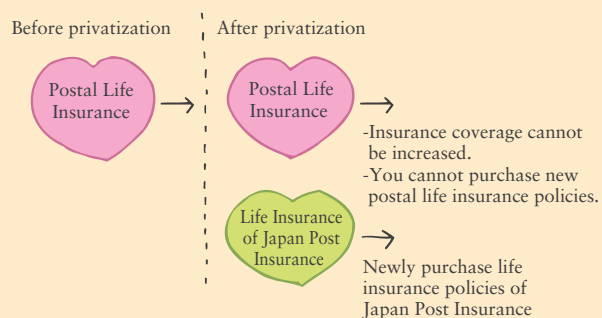 Before privatization
After privatization
Postal Life
Insurance
Postal Life
Insurance
-Insurance coverage cannot
be increased.
-You cannot purchase new
postal life insurance policies.
Life Insurance
of Japan Post
Insurance
Newly purchase life
insurance policies of
Japan Post Insurance